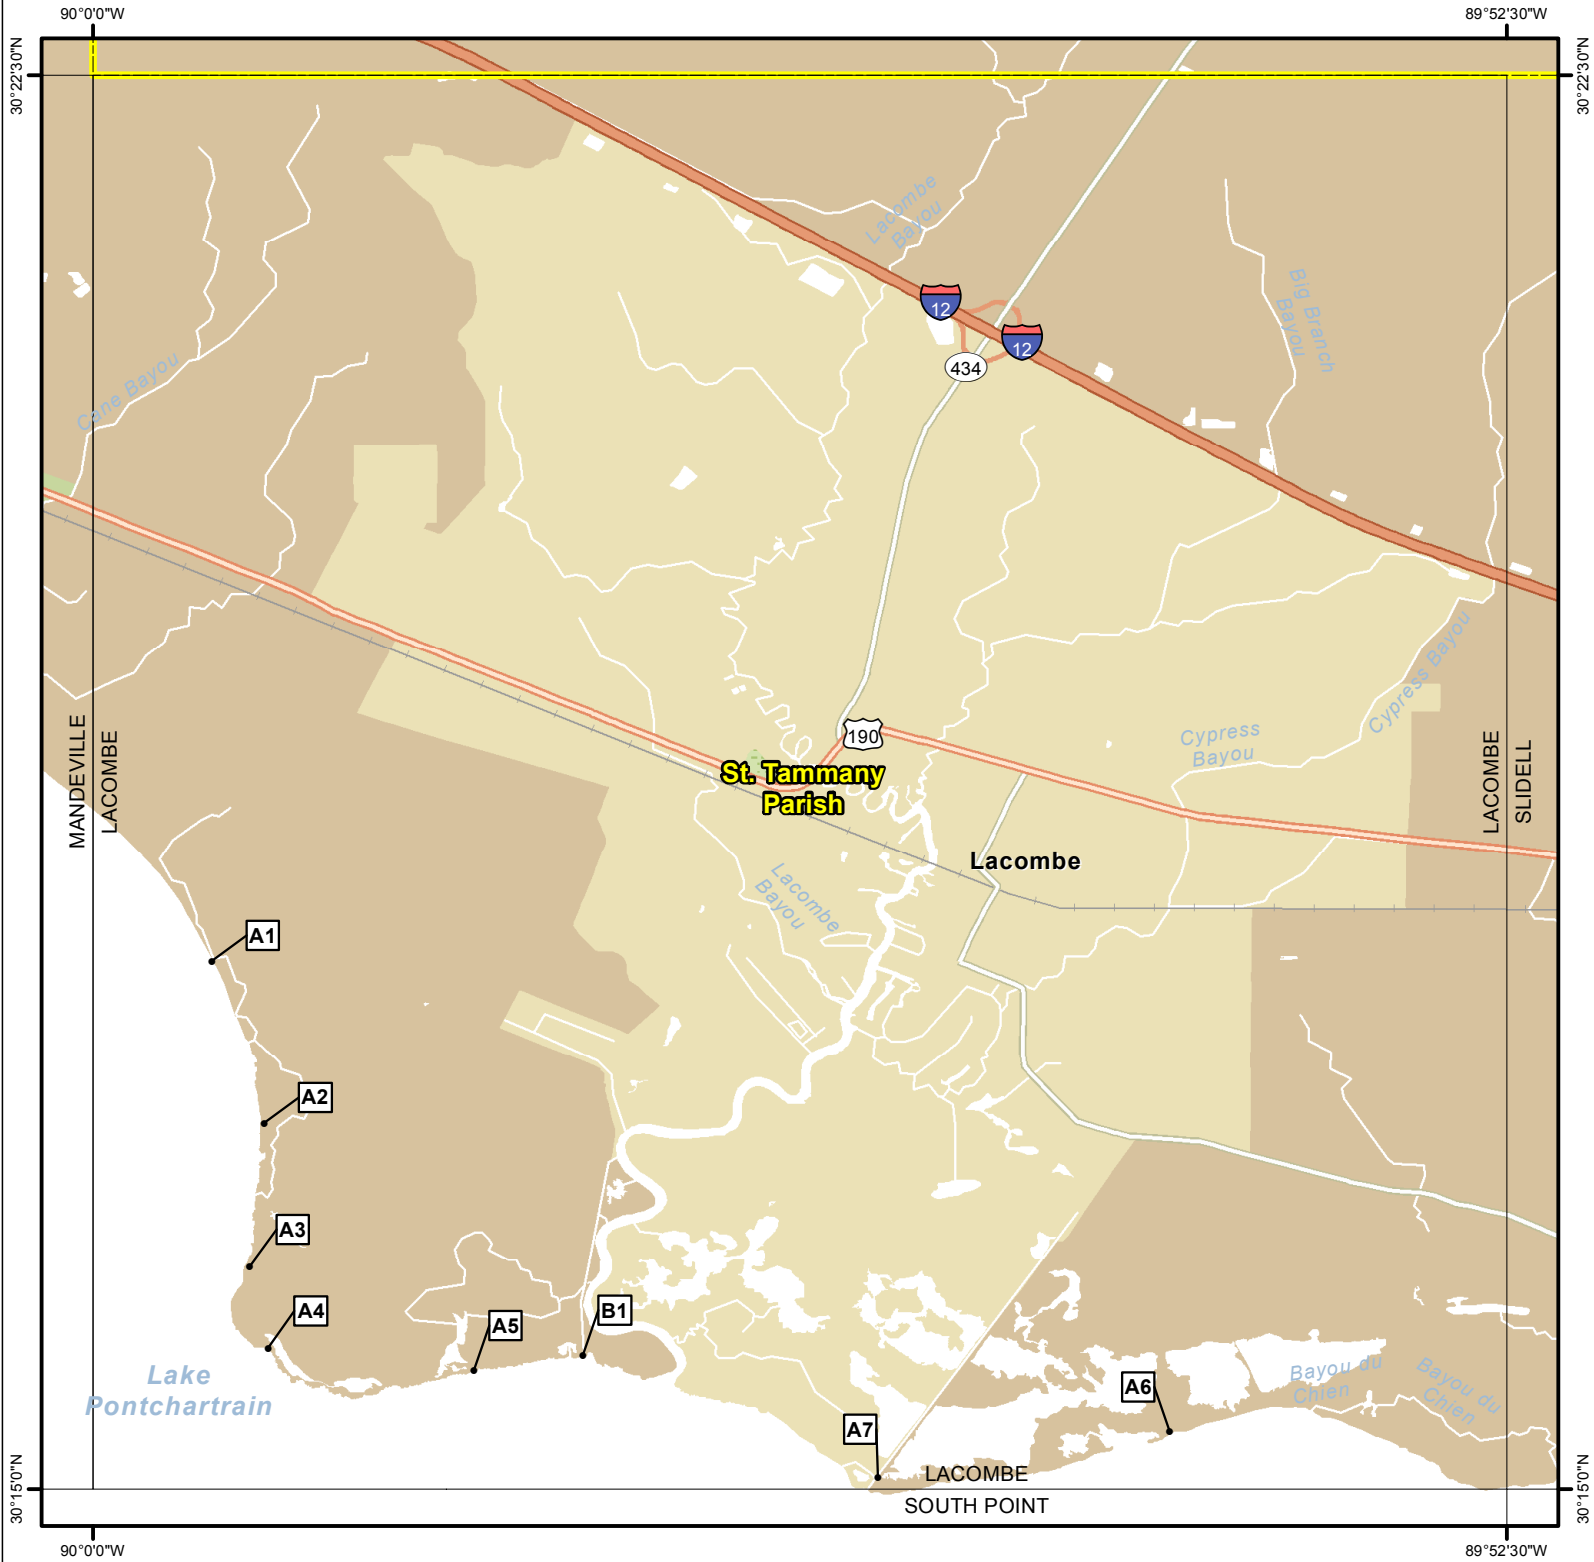 90°0'0"W
89°52'30"W
30°22'30"N
30°22'30"N
Lacombe
Bayou
Big Branch
Bayou
12
12
434
Cane Bayou
Cypress Bayou
MANDEVILLE
LACOMBE
190
Cypress
Bayou
LACOMBE
SLIDELL
St. Tammany
Parish
Lacombe
Lacombe
Bayou
A1
A2
A3
A4
B1
A5
Lake
Pontchartrain
A6
Bayou du
Chien
Bayou du
Chien
A7
LACOMBE
SOUTH POINT
30°15'0"N
30°15'0"N
90°0'0"W
89°52'30"W